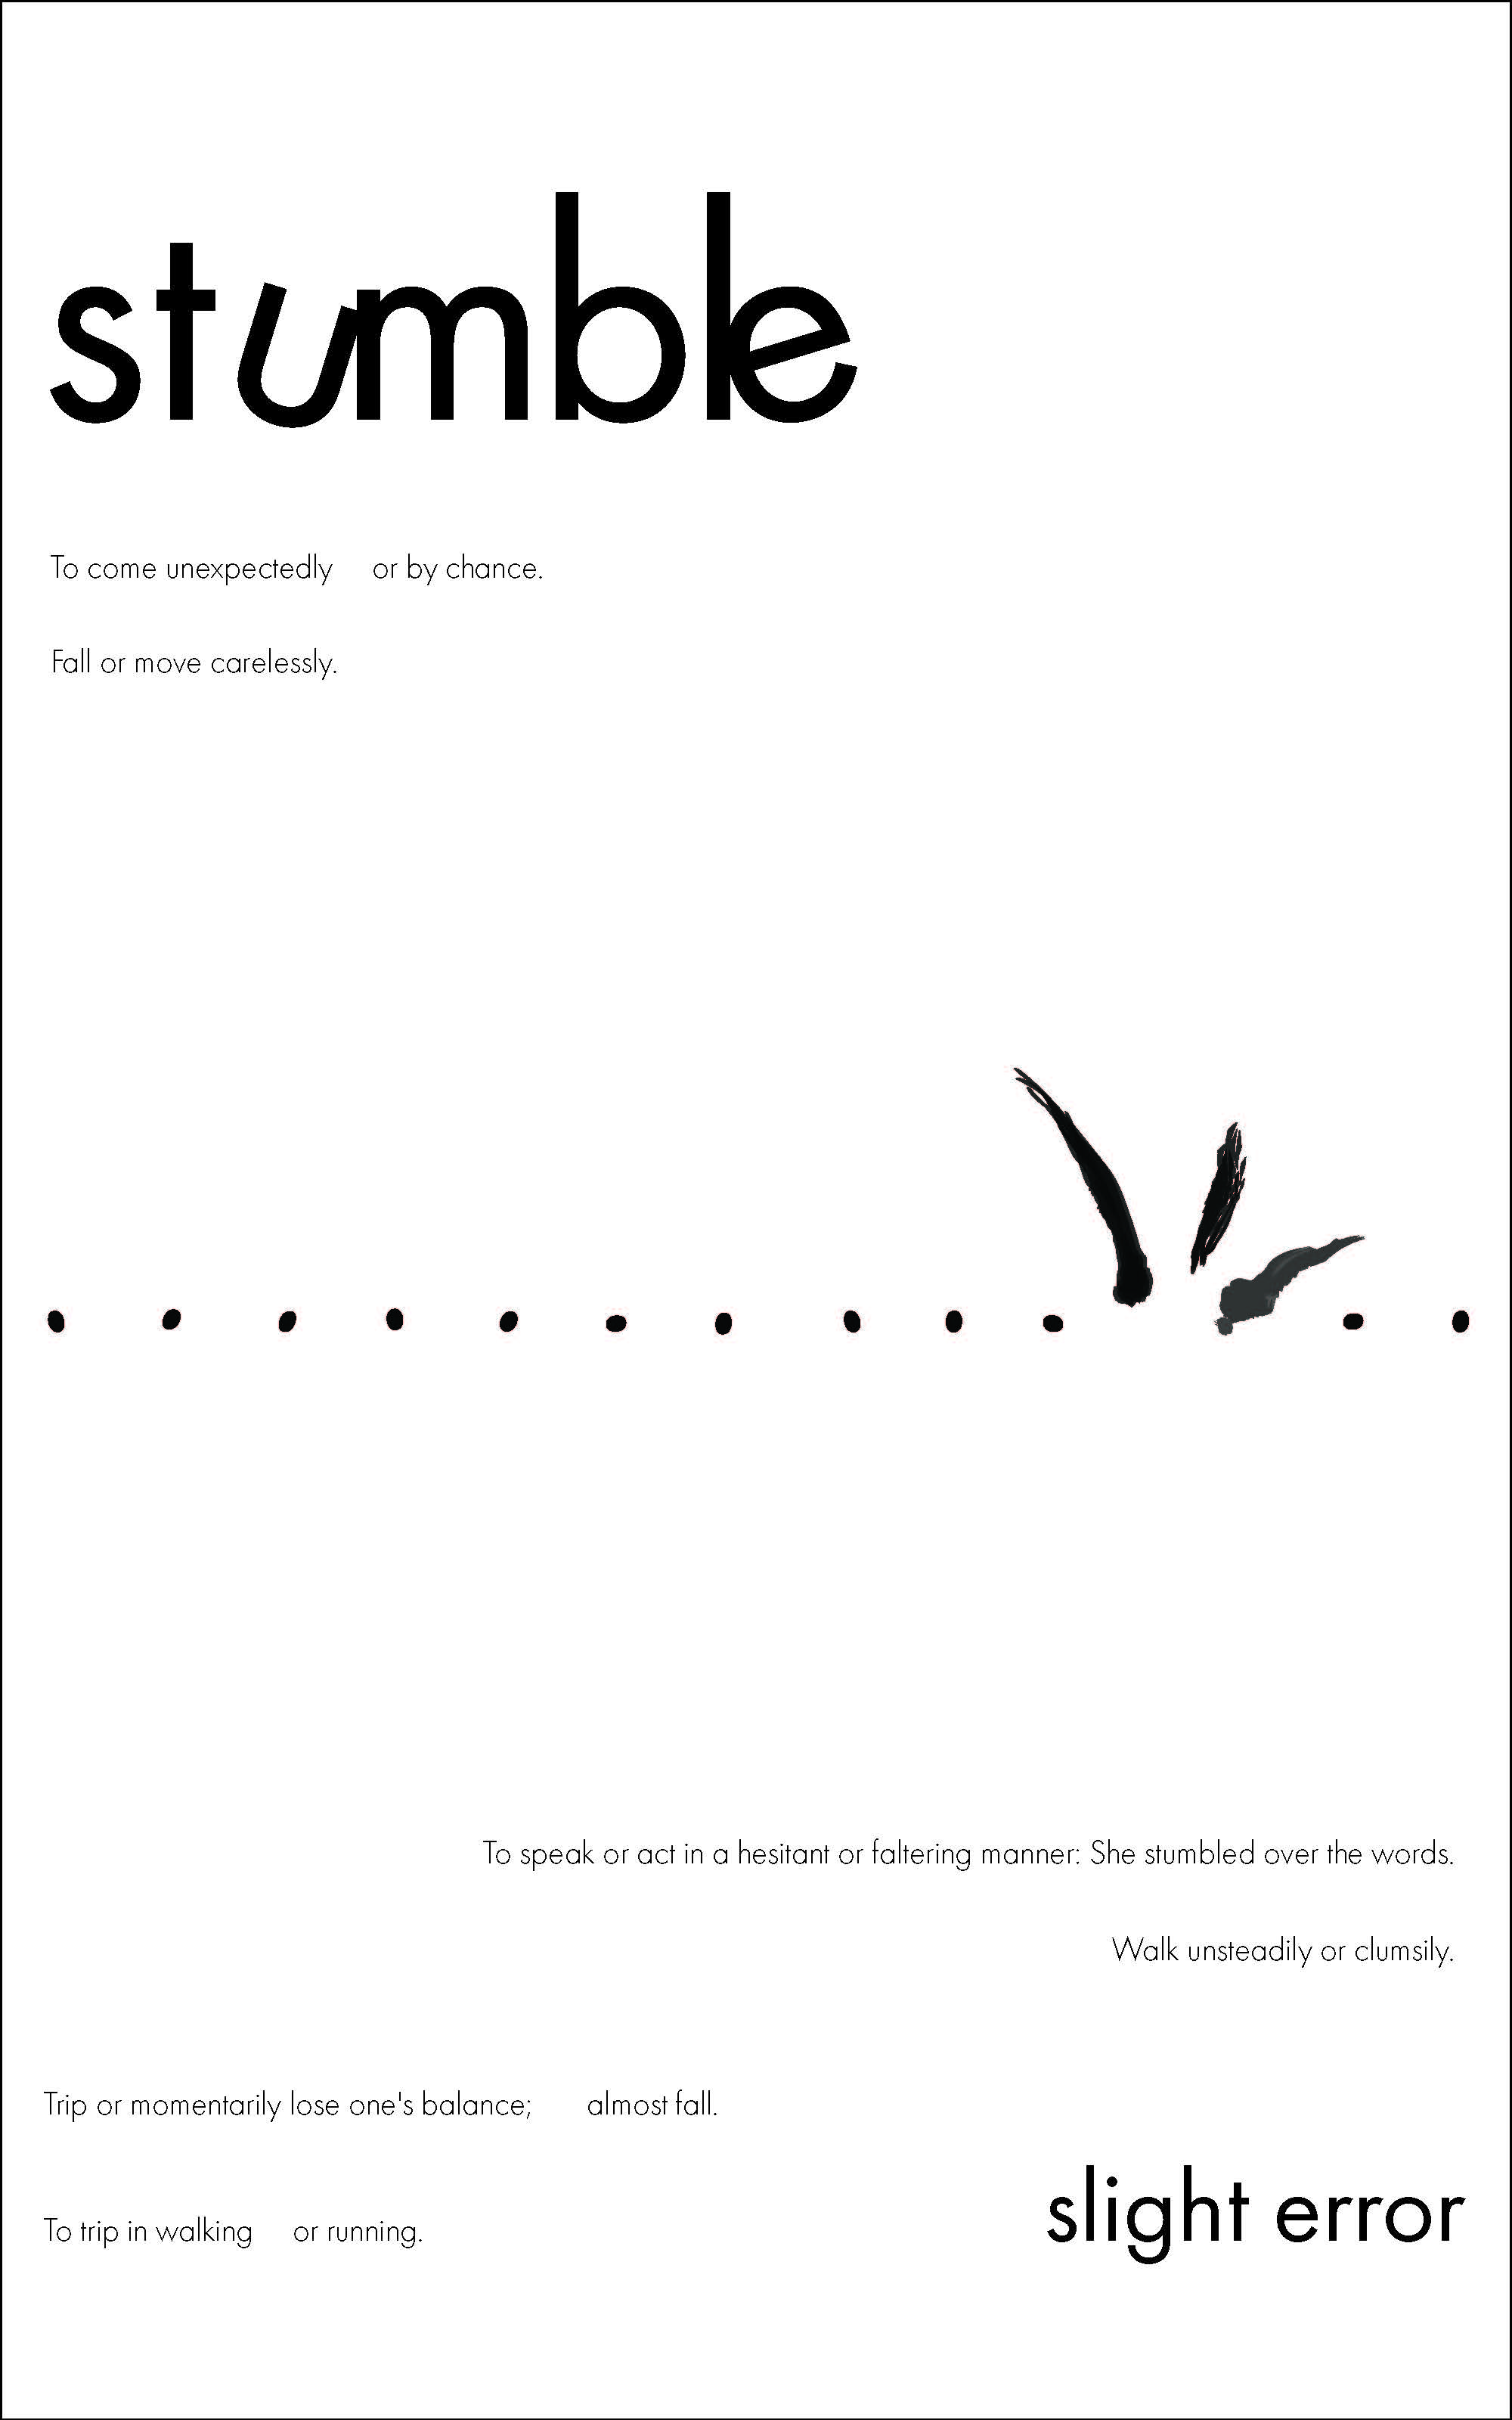 stumble
To come unexpectedly or by chance.
Fall or move carelessly.
To speak or act in a hesitant or faltering manner: She stumbled over the words.
Walk unsteadily or clumsily.
Trip or momentarily lose one's balance; almost fall.
To trip in walking or running.
slight error